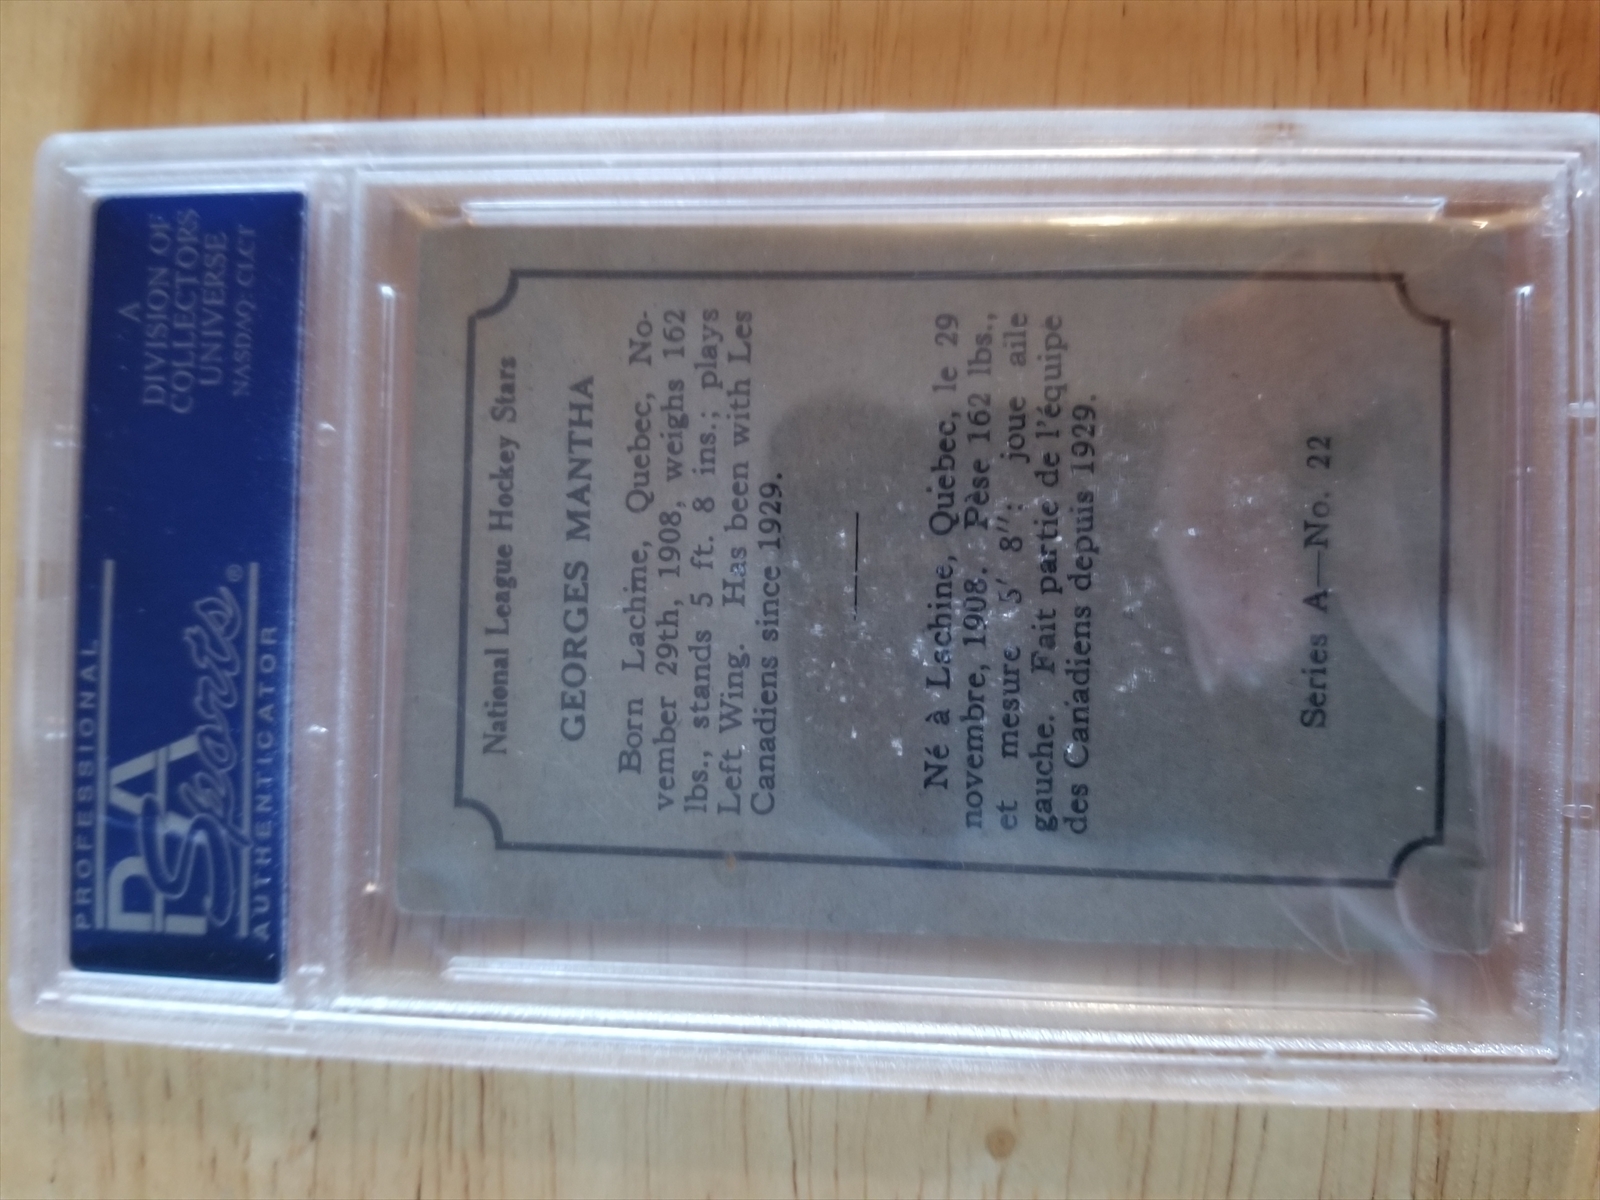 PROFESSIONAL
PSA
Sports®
AUTHENTICATOR
A
DIVISION OF
COLLECTORS
UNIVERSE
NASDAQ: CLCT
National League Hockey Stars
GEORGES MANTHA
Born Lachine, Quebec, No-
vember 29th, 1908, weighs 162
lbs., stands 5 ft. 8 ins.; plays
Left Wing. Has been with Les
Canadiens since 1929.
Né à Lachine, Quebec, le 29
novembre, 1908. Pèse 162 lbs.,
et mesure 5' 8"; joue aile
gauche. Fait partie de l'équipe
des Canadiens depuis 1929.
Series A—No. 22